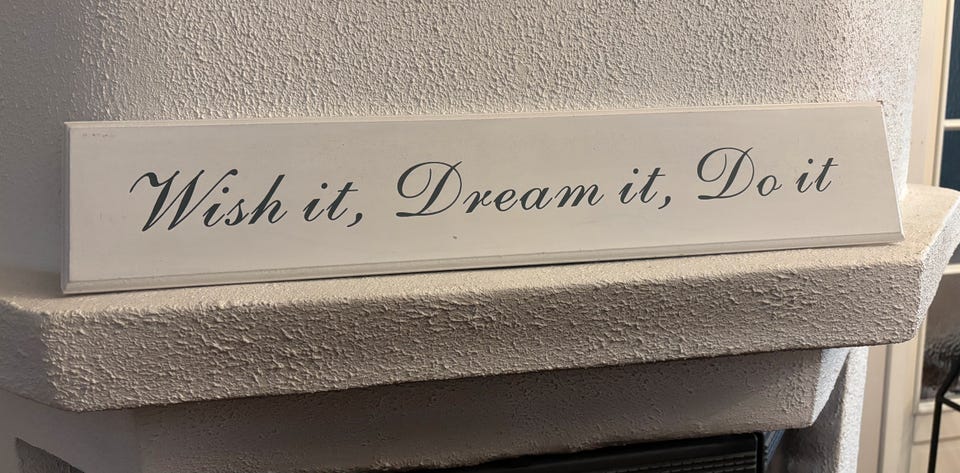 Wish it, Dream it, Do it